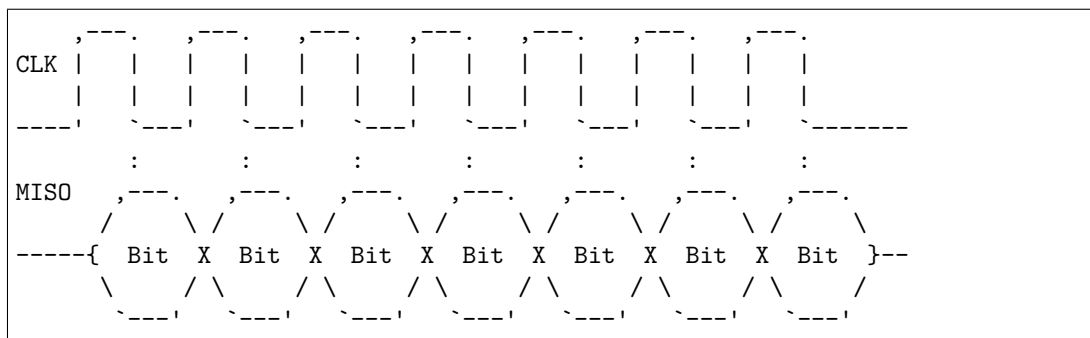 ,---.   ,---.   ,---.   ,---.   ,---.   ,---.   ,---.
CLK |   |   |   |   |   |   |   |   |   |   |   |   |   |
    |   |   |   |   |   |   |   |   |   |   |   |   |   |
----'   `---'   `---'   `---'   `---'   `---'   `---'   `-------
        :       :       :       :       :       :       :
MISO   ,---.   ,---.   ,---.   ,---.   ,---.   ,---.   ,---.
      /     \ /     \ /     \ /     \ /     \ /     \ /     \
-----{  Bit  X  Bit  X  Bit  X  Bit  X  Bit  X  Bit  X  Bit  }--
      \     / \     / \     / \     / \     / \     / \     /
       `---'   `---'   `---'   `---'   `---'   `---'   `---'